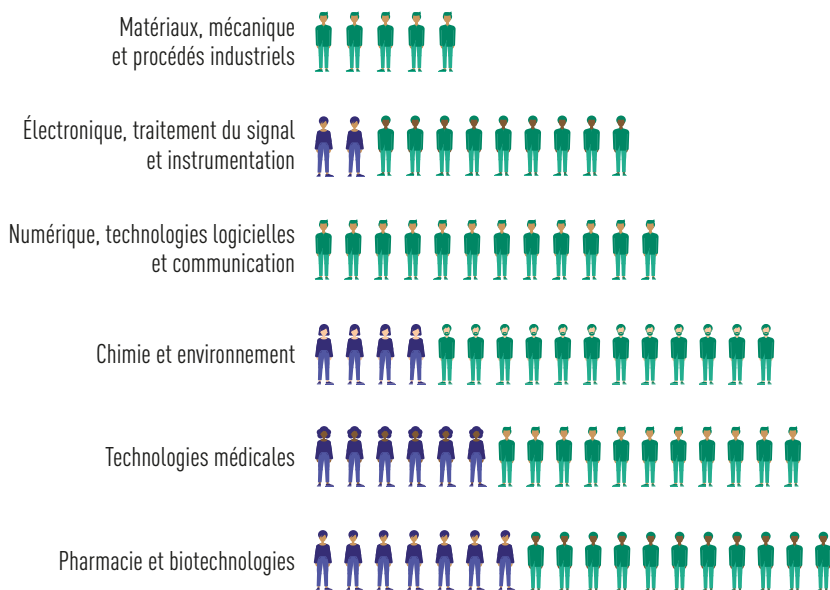 Matériaux, mécanique
et procédés industriels
Électronique, traitement du signal
et instrumentation
Numérique, technologies logicielles
et communication
Chimie et environnement
Technologies médicales
Pharmacie et biotechnologies